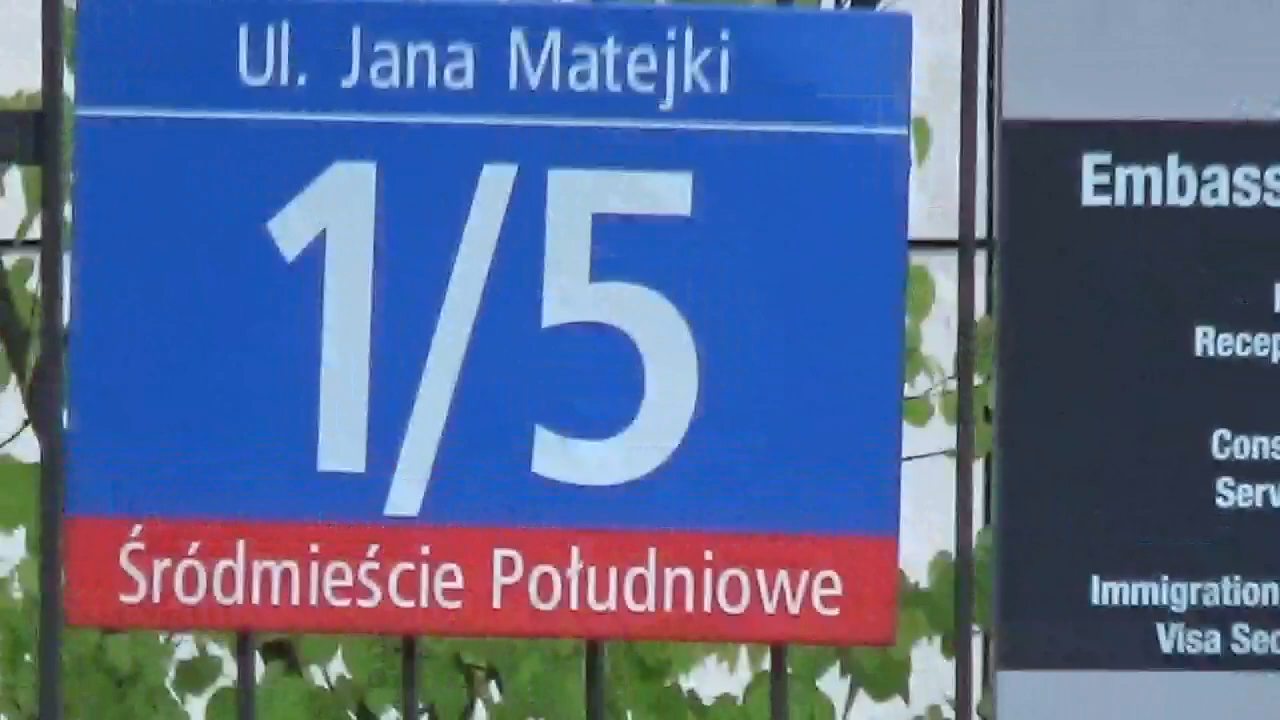 Ul. Jana Matejki
1/5
Śródmieście Południowe
Embass
Recep
Cons
Serv
Immigration
Visa Sec